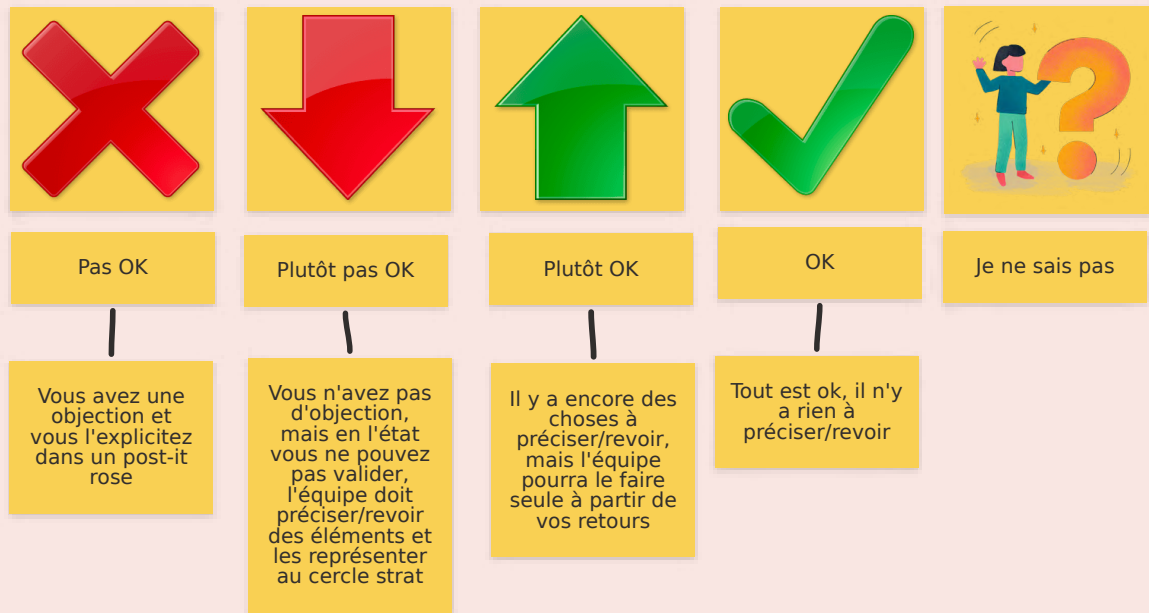 Pas OK
Plutôt pas OK
Plutôt OK
OK
Je ne sais pas
Vous avez une
objection et
vous l'explicitez
dans un post-it
rose
Vous n'avez pas
d'objection,
mais en l'état
vous ne pouvez
pas valider,
l'équipe doit
préciser/revoir
des éléments et
les représenter
au cercle strat
Il y a encore des
choses à
préciser/revoir,
mais l'équipe
pourra le faire
seule à partir de
vos retours
Tout est ok, il n'y
a rien à
préciser/revoir